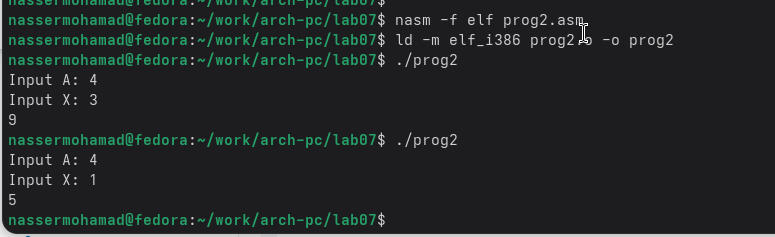 nassermohamad@fedora:~/work/arch-pc/lab07$
nassermohamad@fedora:~/work/arch-pc/lab07$ nasm -f elf prog2.asm
nassermohamad@fedora:~/work/arch-pc/lab07$ ld -m elf_i386 prog2.o -o prog2
nassermohamad@fedora:~/work/arch-pc/lab07$ ./prog2
Input A: 4
Input X: 3
9
nassermohamad@fedora:~/work/arch-pc/lab07$ ./prog2
Input A: 4
Input X: 1
5
nassermohamad@fedora:~/work/arch-pc/lab07$